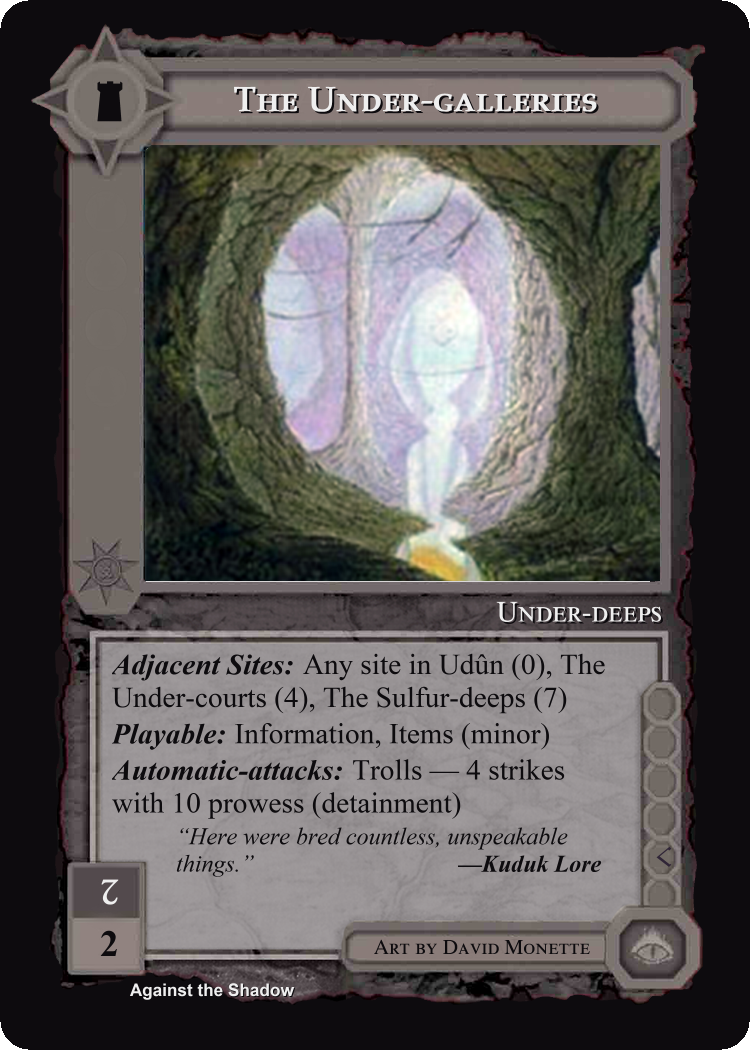 The Under-galleries
Under-deeps
Adjacent Sites: Any site in Udûn (0), The
Under-courts (4), The Sulfur-deeps (7)
Playable: Information, Items (minor)
Automatic-attacks: Trolls — 4 strikes
with 10 prowess (detainment)
“Here were bred countless, unspeakable
things.” —Kuduk Lore
2
2
Art by David Monette
Against the Shadow